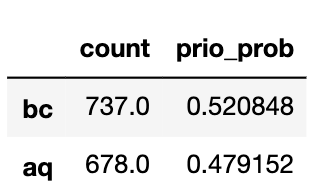 count prio_prob
bc 737.0 0.520848
aq 678.0 0.479152